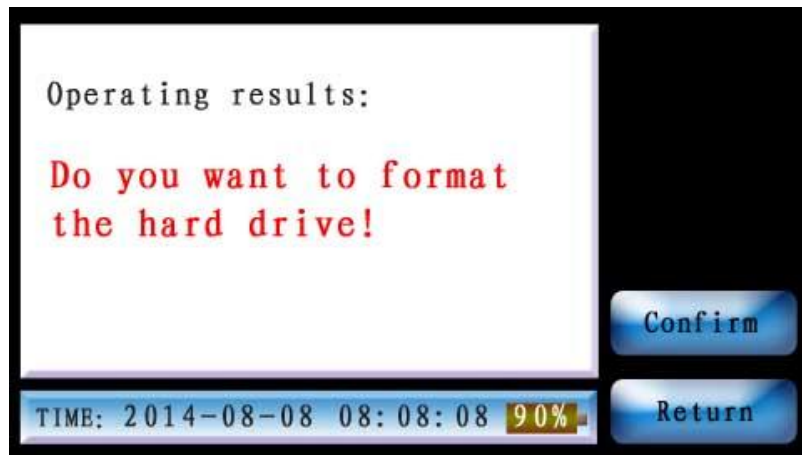 Operating results:
Do you want to format
the hard drive!
Confirm
TIME: 2014-08-08 08:08:08 90%
Return